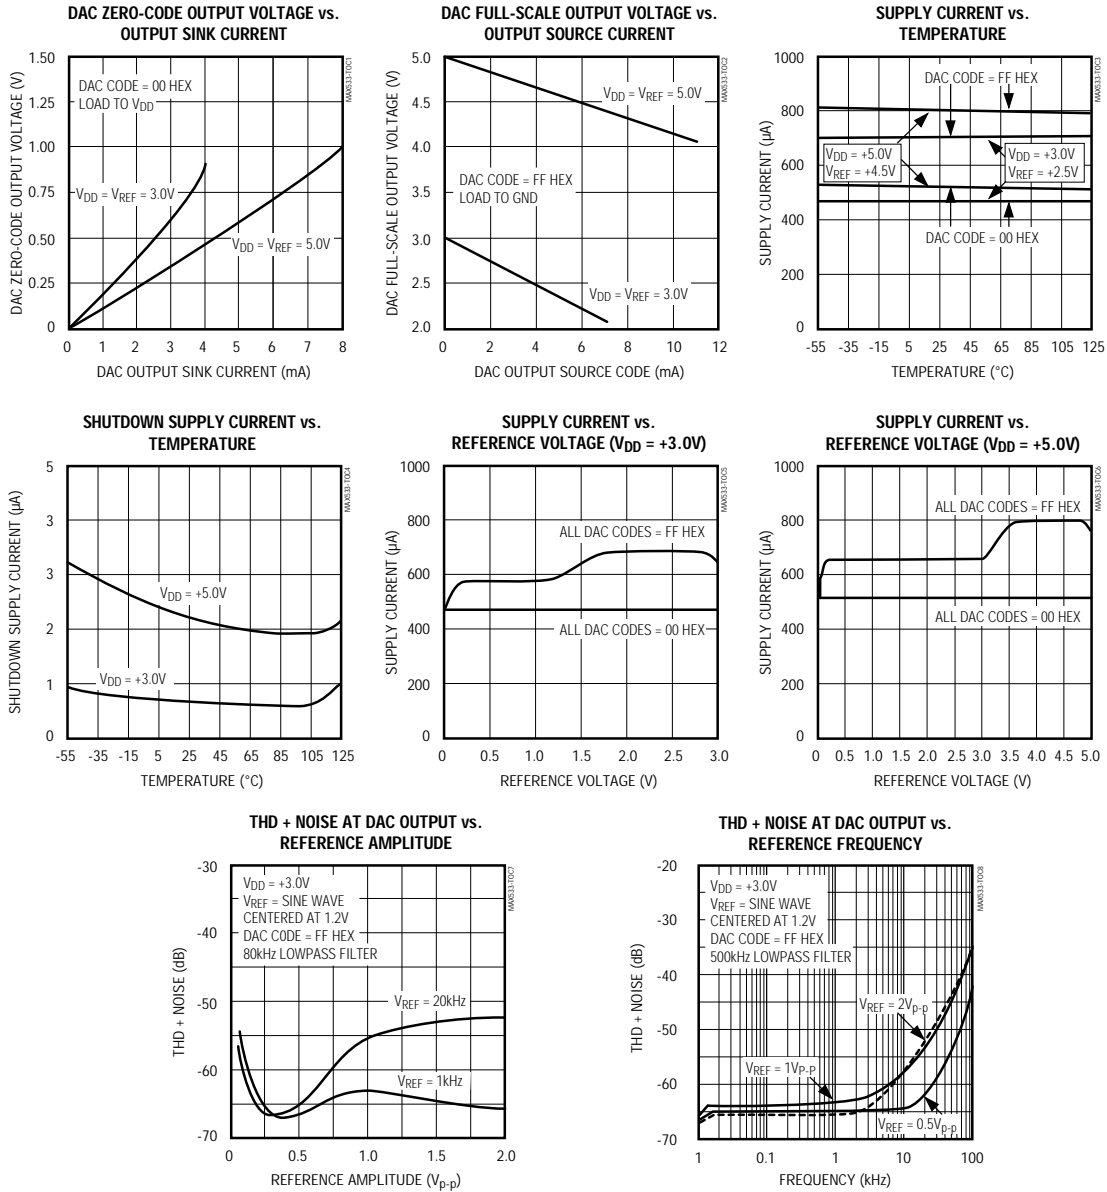 DAC ZERO-CODE OUTPUT VOLTAGE vs.
OUTPUT SINK CURRENT
MAX533-TOC1
DAC ZERO-CODE OUTPUT VOLTAGE (V)
1.50
1.25
1.00
0.75
0.50
0.25
0
DAC CODE = 00 HEX
LOAD TO VDD
VDD = VREF = 3.0V
VDD = VREF = 5.0V
0 1 2 3 4 5 6 7 8
DAC OUTPUT SINK CURRENT (mA)
DAC FULL-SCALE OUTPUT VOLTAGE vs.
OUTPUT SOURCE CURRENT
MAX533-TOC2
DAC FULL-SCALE OUTPUT VOLTAGE (V)
5.0
4.5
4.0
3.5
3.0
2.5
2.0
VDD = VREF = 5.0V
DAC CODE = FF HEX
LOAD TO GND
VDD = VREF = 3.0V
0 2 4 6 8 10 12
DAC OUTPUT SOURCE CODE (mA)
SUPPLY CURRENT vs.
TEMPERATURE
MAX533-TOC3
SUPPLY CURRENT (µA)
1000
800
600
400
200
0
DAC CODE = FF HEX
VDD = +5.0V
VREF = +4.5V
VDD = +3.0V
VREF = +2.5V
DAC CODE = 00 HEX
-55 -35 -15 5 25 45 65 85 105 125
TEMPERATURE (°C)
SHUTDOWN SUPPLY CURRENT vs.
TEMPERATURE
MAX533-TOC4
SHUTDOWN SUPPLY CURRENT (µA)
5
3
3
2
1
0
VDD = +5.0V
VDD = +3.0V
-55 -35 -15 5 25 45 65 85 105 125
TEMPERATURE (°C)
SUPPLY CURRENT vs.
REFERENCE VOLTAGE (VDD = +3.0V)
MAX533-TOC5
SUPPLY CURRENT (µA)
1000
800
600
400
200
0
ALL DAC CODES = FF HEX
ALL DAC CODES = 00 HEX
0 0.5 1.0 1.5 2.0 2.5 3.0
REFERENCE VOLTAGE (V)
SUPPLY CURRENT vs.
REFERENCE VOLTAGE (VDD = +5.0V)
MAX533-TOC6
SUPPLY CURRENT (µA)
1000
800
600
400
200
0
ALL DAC CODES = FF HEX
ALL DAC CODES = 00 HEX
0 0.5 1.0 1.5 2.0 2.5 3.0 3.5 4.0 4.5 5.0
REFERENCE VOLTAGE (V)
THD + NOISE AT DAC OUTPUT vs.
REFERENCE AMPLITUDE
MAX533-TOC7
THD + NOISE (dB)
-30
-40
-50
-60
-70
VDD = +3.0V
VREF = SINE WAVE
CENTERED AT 1.2V
DAC CODE = FF HEX
80kHz LOWPASS FILTER
VREF = 20kHz
VREF = 1kHz
0 0.5 1.0 1.5 2.0
REFERENCE AMPLITUDE (Vp-p)
THD + NOISE AT DAC OUTPUT vs.
REFERENCE FREQUENCY
MAX533-TOC8
THD + NOISE (dB)
-20
-30
-40
-50
-60
-70
VDD = +3.0V
VREF = SINE WAVE
CENTERED AT 1.2V
DAC CODE = FF HEX
500kHz LOWPASS FILTER
VREF = 2Vp-p
VREF = 1VP-P
VREF = 0.5Vp-p
1 0.1 1 10 100
FREQUENCY (kHz)